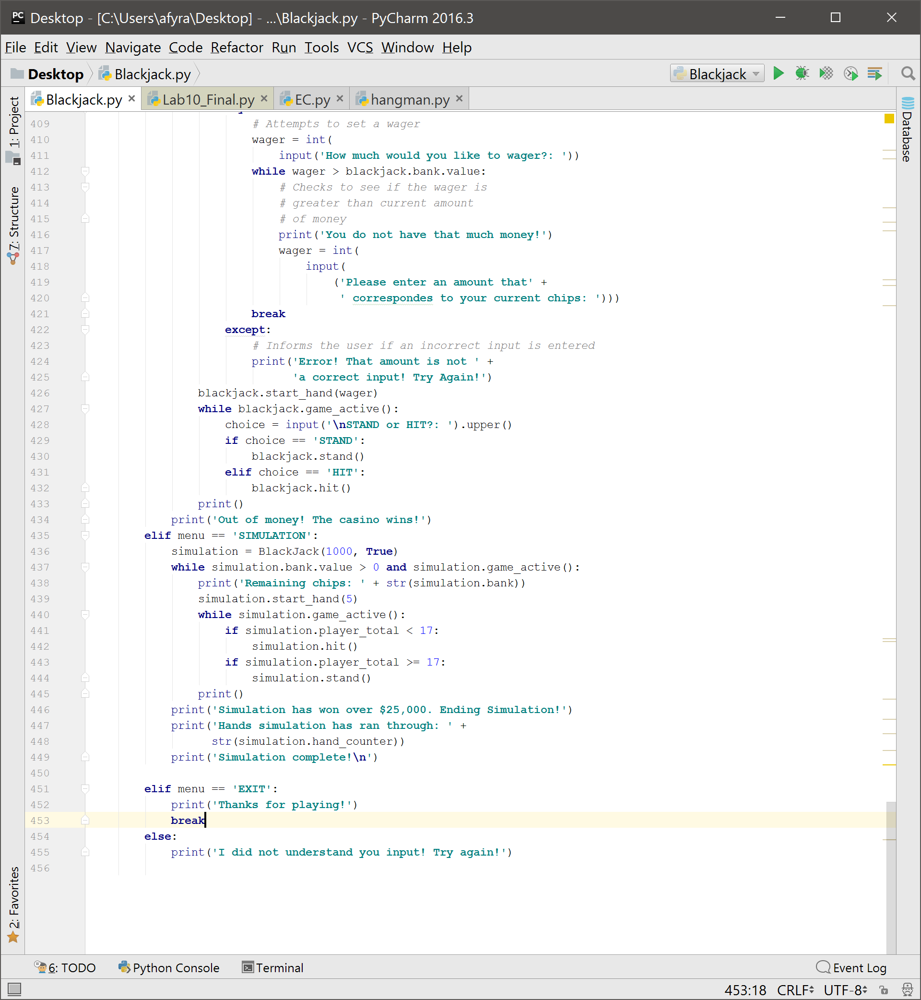 PC Desktop - [C:\Users\afyra\Desktop] - ...\Blackjack.py - PyCharm 2016.3
File Edit View Navigate Code Refactor Run Tools VCS Window Help
Desktop Blackjack.py Blackjack
Blackjack.py Lab10_Final.py EC.py hangman.py
1: Project
7: Structure
2: Favorites
Database
409 # Attempts to set a wager
410 wager = int(
411 input('How much would you like to wager?: '))
412 while wager > blackjack.bank.value:
413 # Checks to see if the wager is
414 # greater than current amount
415 # of money
416 print('You do not have that much money!')
417 wager = int(
418 input(
419 ('Please enter an amount that' +
420 ' correspondes to your current chips: ')))
421 break
422 except:
423 # Informs the user if an incorrect input is entered
424 print('Error! That amount is not ' +
425 'a correct input! Try Again!')
426 blackjack.start_hand(wager)
427 while blackjack.game_active():
428 choice = input('\nSTAND or HIT?: ').upper()
429 if choice == 'STAND':
430 blackjack.stand()
431 elif choice == 'HIT':
432 blackjack.hit()
433 print()
434 print('Out of money! The casino wins!')
435 elif menu == 'SIMULATION':
436 simulation = BlackJack(1000, True)
437 while simulation.bank.value > 0 and simulation.game_active():
438 print('Remaining chips: ' + str(simulation.bank))
439 simulation.start_hand(5)
440 while simulation.game_active():
441 if simulation.player_total < 17:
442 simulation.hit()
443 if simulation.player_total >= 17:
444 simulation.stand()
445 print()
446 print('Simulation has won over $25,000. Ending Simulation!')
447 print('Hands simulation has ran through: ' +
448 str(simulation.hand_counter))
449 print('Simulation complete!\n')
450
451 elif menu == 'EXIT':
452 print('Thanks for playing!')
453 break
454 else:
455 print('I did not understand you input! Try again!')
456
6: TODO Python Console Terminal Event Log
453:18 CRLF UTF-8